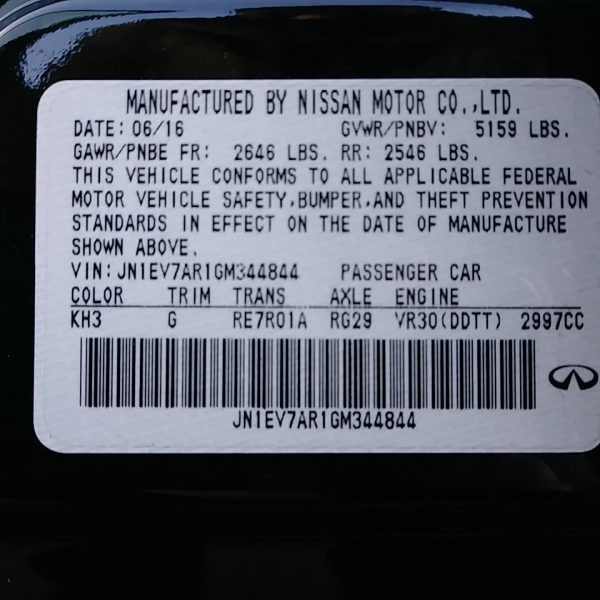 MANUFACTURED BY NISSAN MOTOR CO.,LTD.
DATE: 06/16 GVWR/PNBV: 5159 LBS.
GAWR/PNBE FR: 2646 LBS. RR: 2546 LBS.
THIS VEHICLE CONFORMS TO ALL APPLICABLE FEDERAL
MOTOR VEHICLE SAFETY,BUMPER,AND THEFT PREVENTION
STANDARDS IN EFFECT ON THE DATE OF MANUFACTURE
SHOWN ABOVE.
VIN: JN1EV7AR1GM344844 PASSENGER CAR
COLOR TRIM TRANS AXLE ENGINE
KH3 G RE7R01A RG29 VR30(DDTT) 2997CC
JN1EV7AR1GM344844